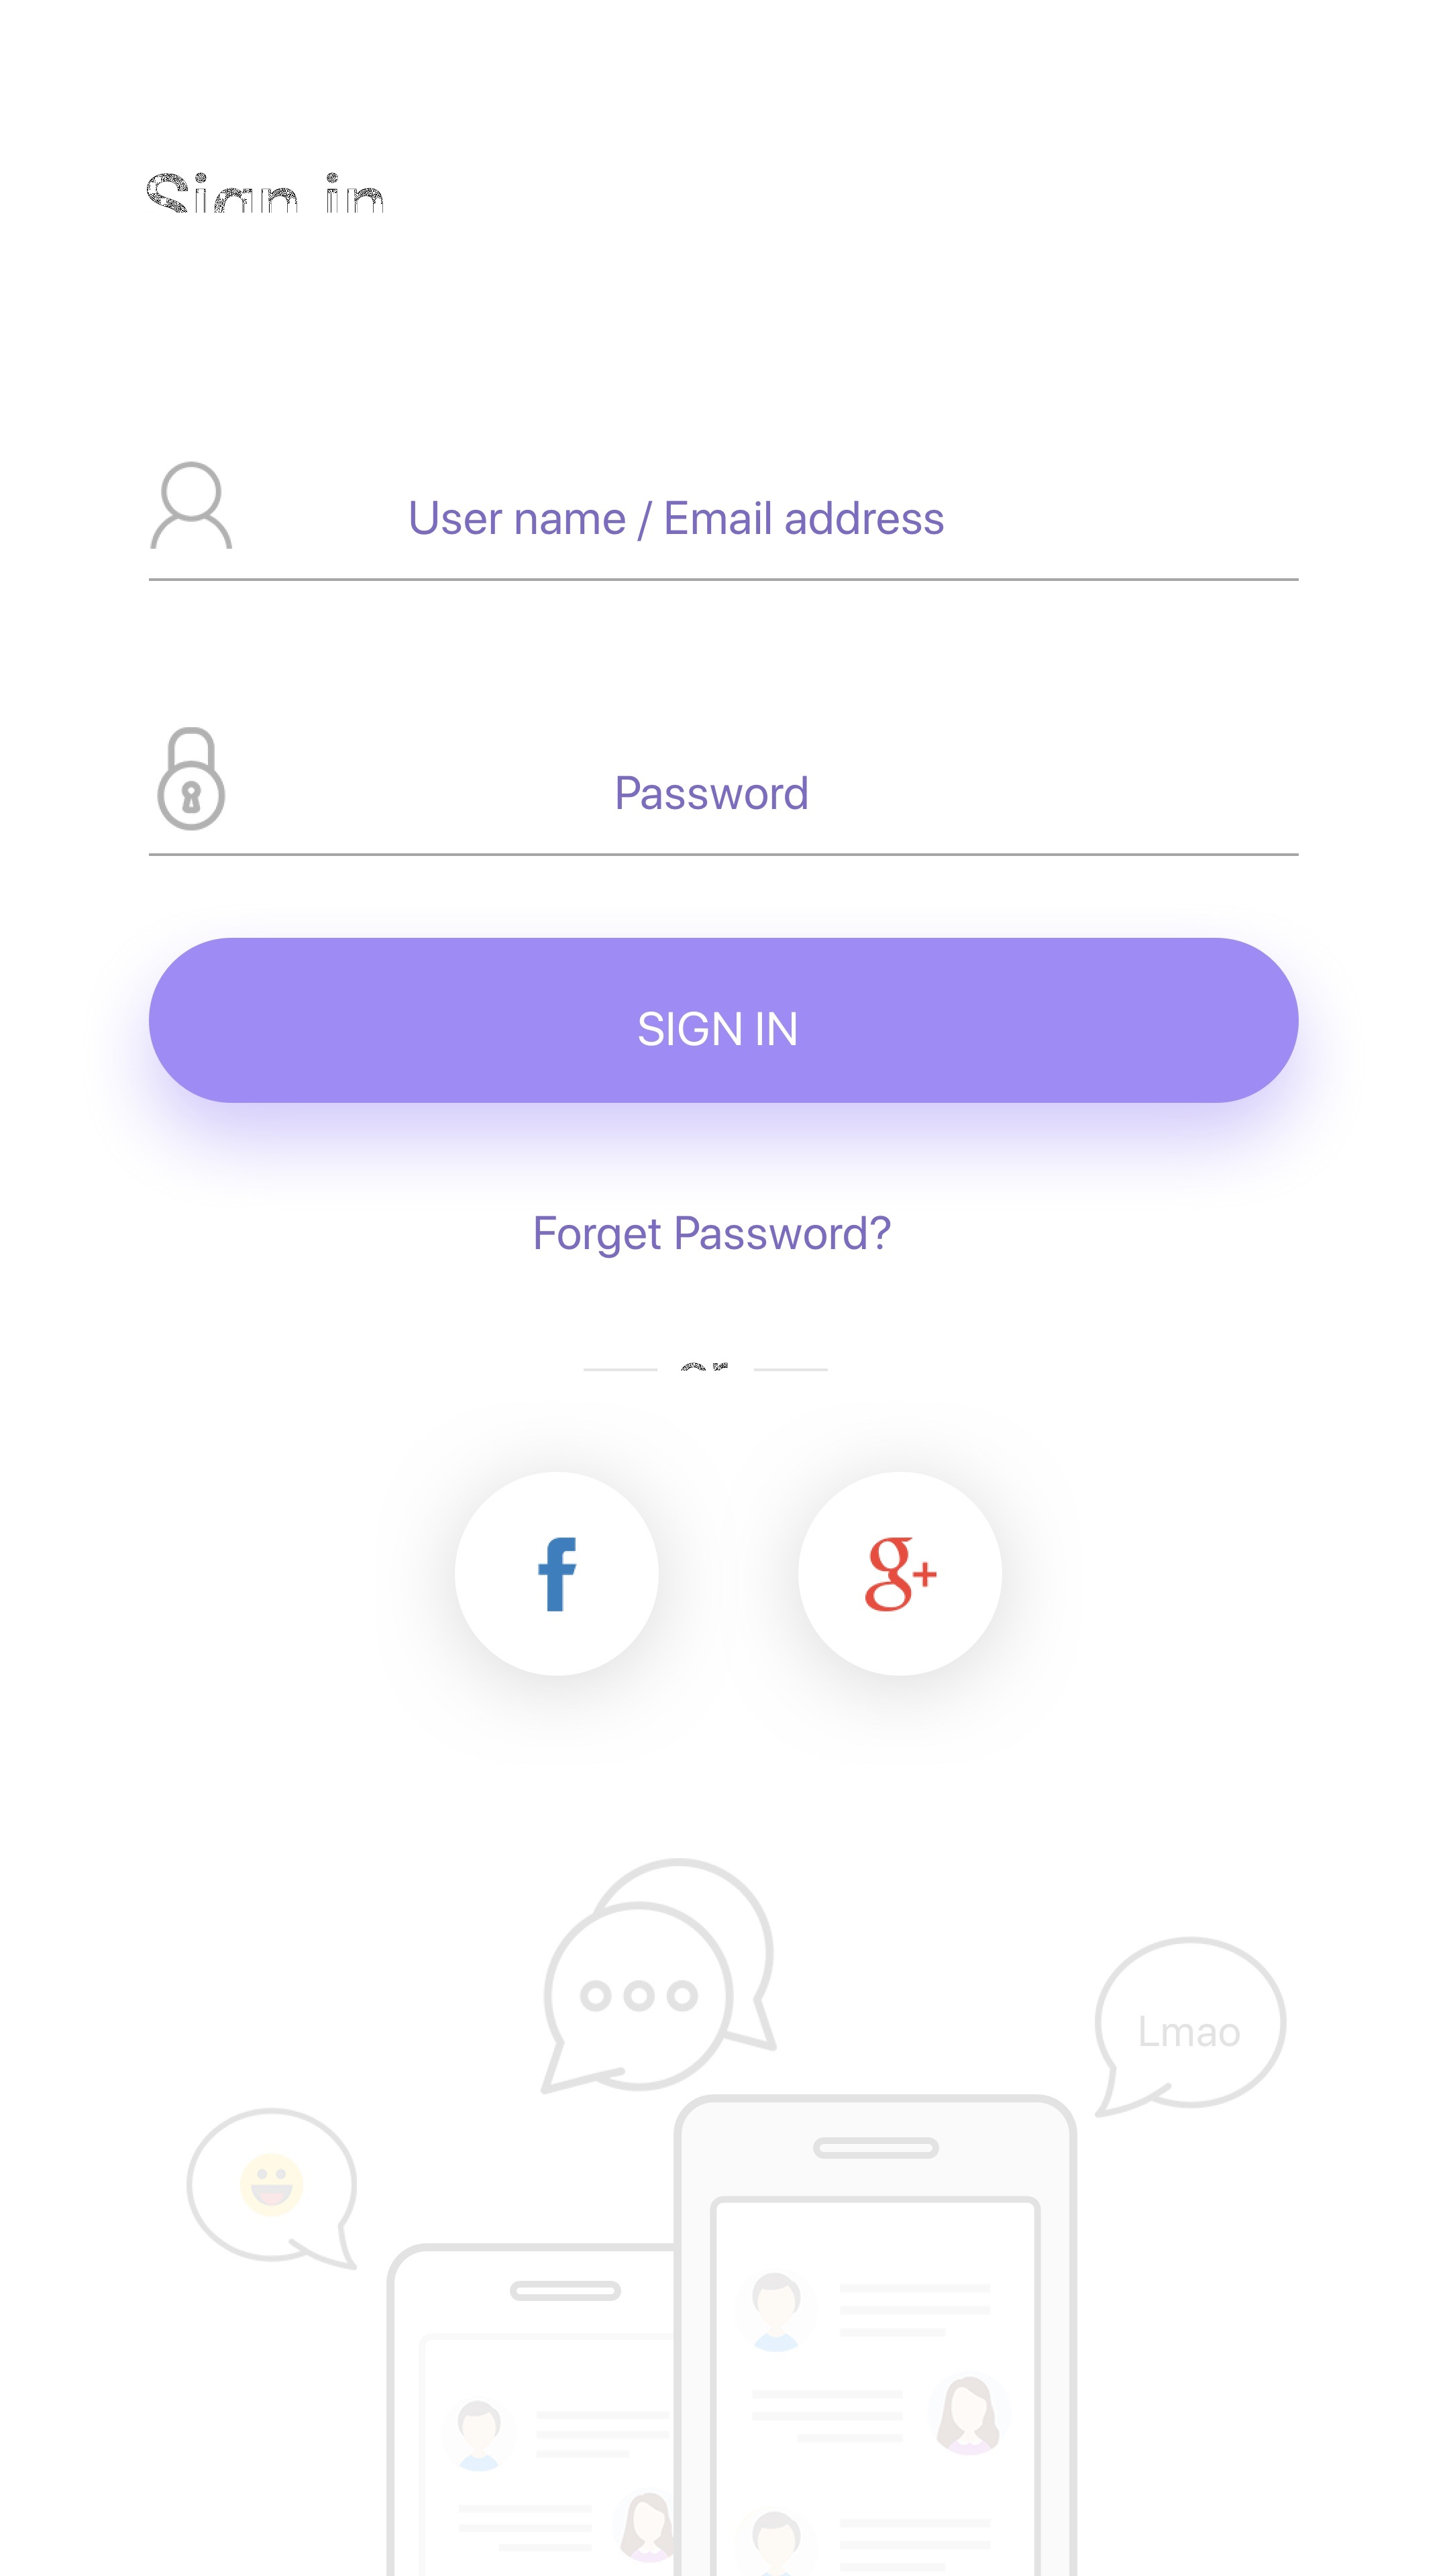 Sign in
User name / Email address
Password
SIGN IN
Forget Password?
or
f
g+
Lmao